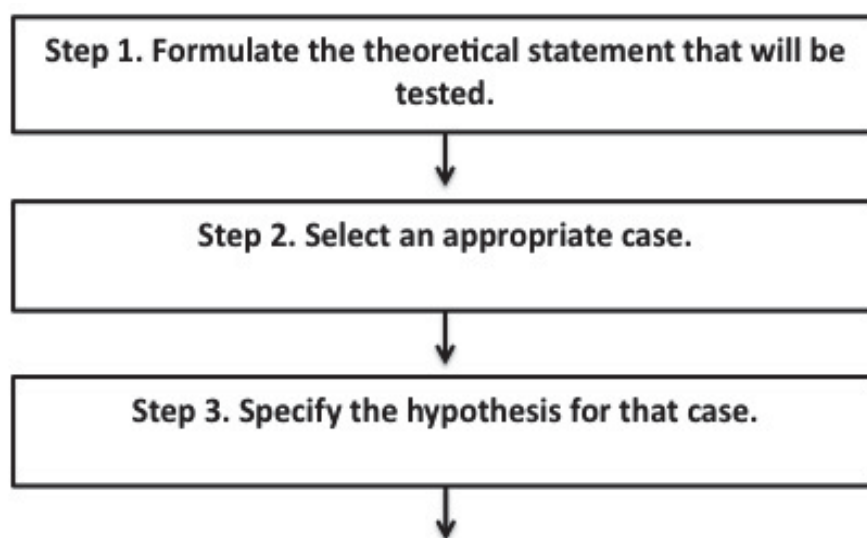 Step 1. Formulate the theoretical statement that will be
tested.
Step 2. Select an appropriate case.
Step 3. Specify the hypothesis for that case.